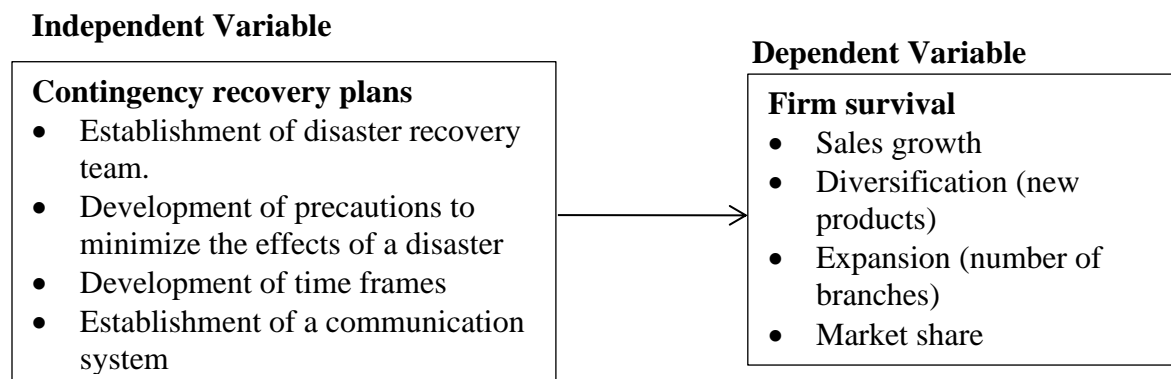 Independent Variable
Contingency recovery plans
• Establishment of disaster recovery
team.
• Development of precautions to
minimize the effects of a disaster
• Development of time frames
• Establishment of a communication
system
Dependent Variable
Firm survival
• Sales growth
• Diversification (new
products)
• Expansion (number of
branches)
• Market share